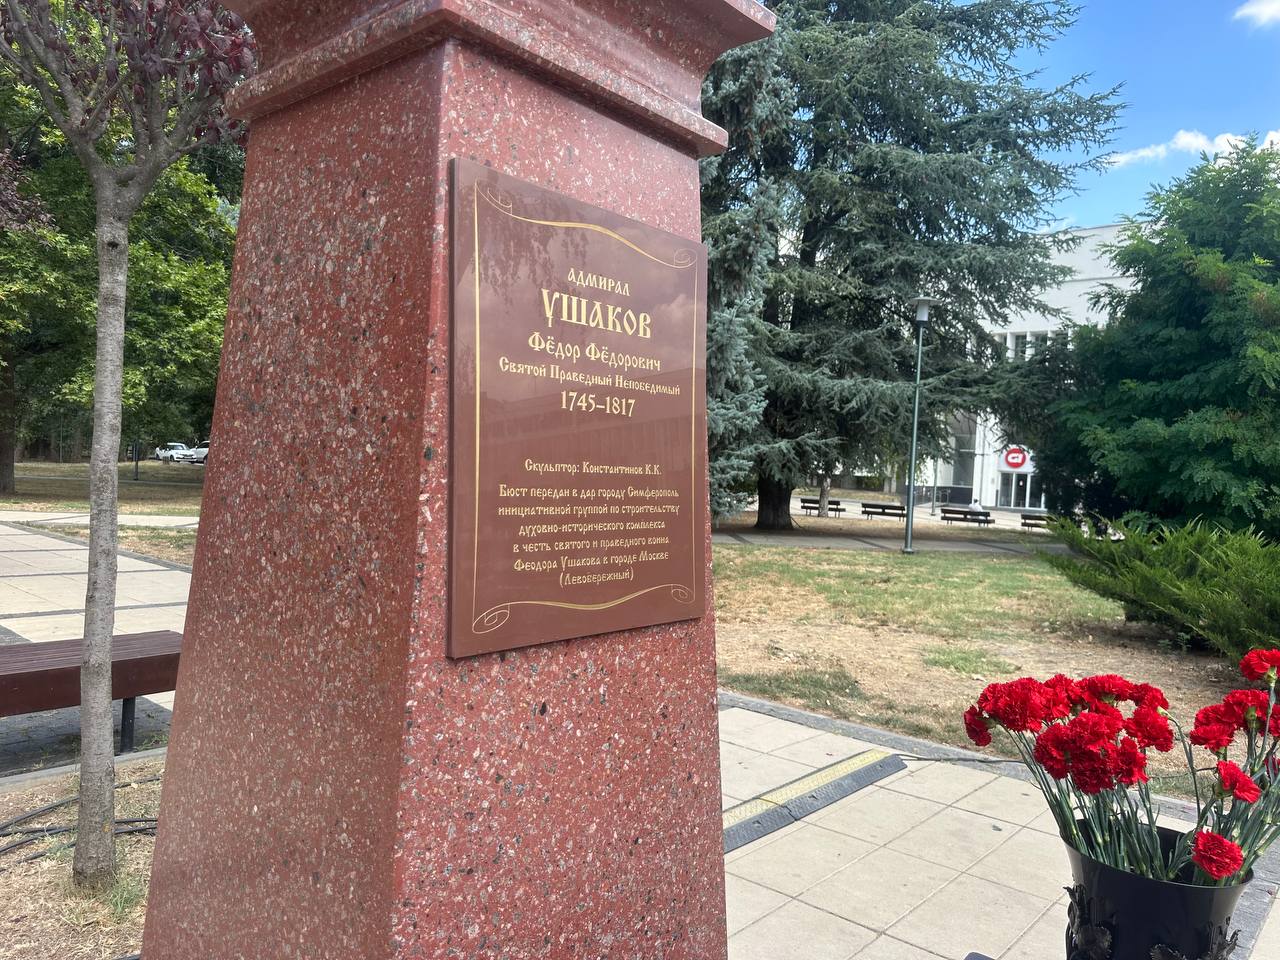 адмирал
Ушаков
Фёдор Фёдорович
Святой Праведный Непобедимый
1745–1817
Скульптор: Константинов К.К.
Бюст передан в дар городу Симферополь
инициативной группой по строительству
духовно-исторического комплекса
в честь святого и праведного воина
Феодора Ушакова в городе Москве
(Левобережный)